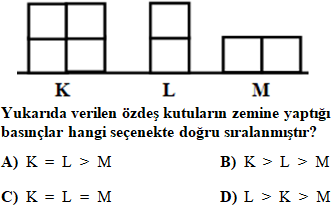 K L M
Yukarıda verilen özdeş kutuların zemine yaptığı
basınçlar hangi seçenekte doğru sıralanmıştır?
A) K = L > M B) K > L > M
C) K = L = M D) L > K > M